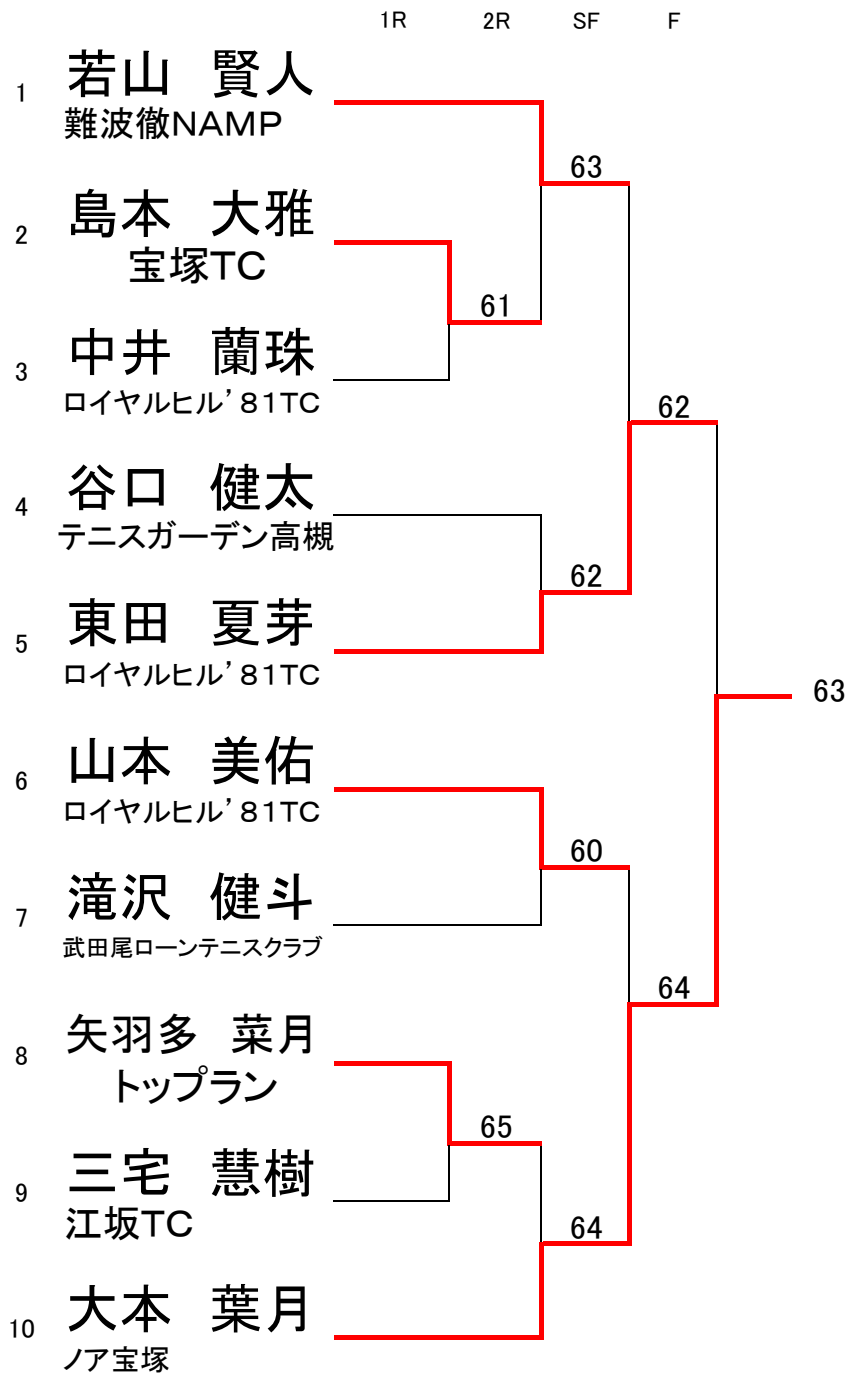 1R 2R SF F
1 若山 賢人
難波徹NAMP
63
2 島本 大雅
宝塚TC
61
3 中井 蘭珠
ロイヤルヒル’81TC
62
4 谷口 健太
テニスガーデン高槻
62
5 東田 夏芽
ロイヤルヒル’81TC
63
6 山本 美佑
ロイヤルヒル’81TC
60
7 滝沢 健斗
武田尾ローンテニスクラブ
64
8 矢羽多 菜月
トップラン
65
9 三宅 慧樹
江坂TC
64
10 大本 葉月
ノア宝塚